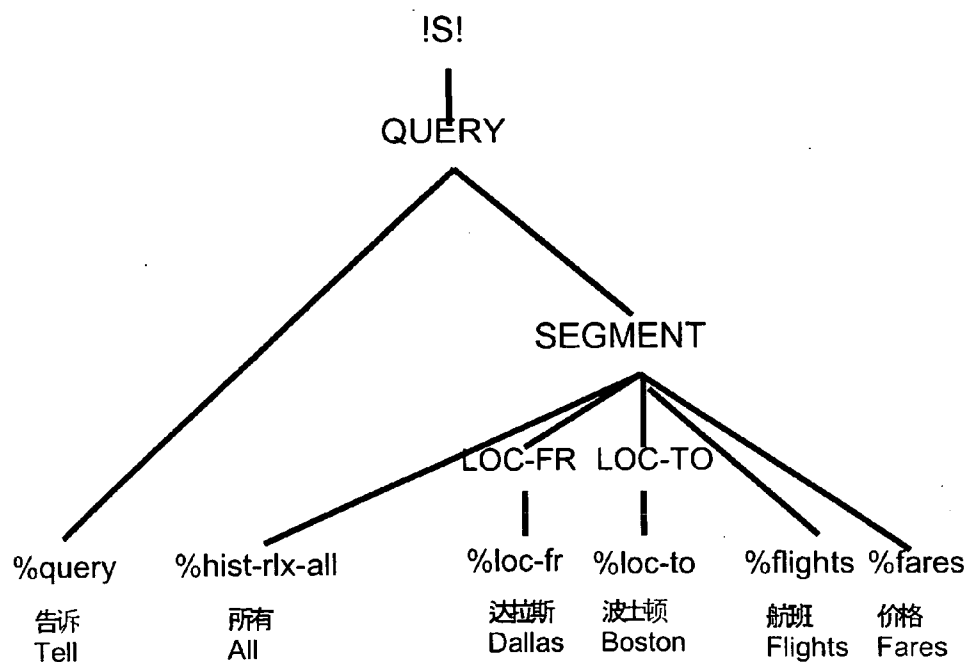 !S!
QUERY
SEGMENT
LOC-FR LOC-TO
%query %hist-rlx-all %loc-fr %loc-to %flights %fares
告诉 所有 达拉斯 波士顿 航班 价格
Tell All Dallas Boston Flights Fares